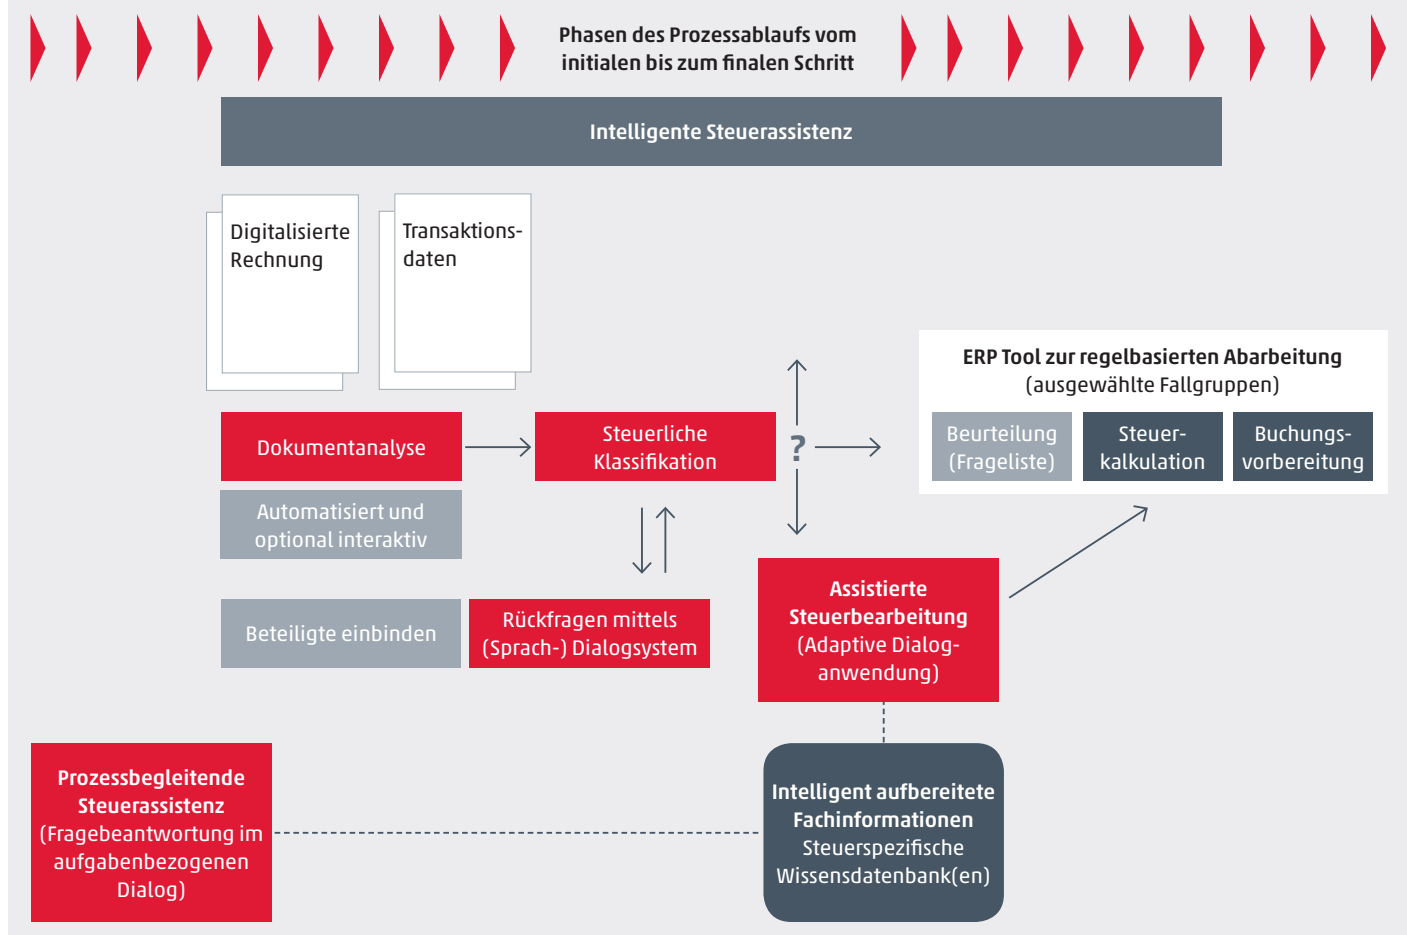 Phasen des Prozessablaufs vom
initialen bis zum finalen Schritt
Intelligente Steuerassistenz
Digitalisierte
Rechnung
Transaktions-
daten
ERP Tool zur regelbasierten Abarbeitung
(ausgewählte Fallgruppen)
Beurteilung
(Frageliste)
Steuer-
kalkulation
Buchungs-
vorbereitung
Dokumentanalyse
Steuerliche
Klassifikation
?
Automatisiert und
optional interaktiv
Beteiligte einbinden
Rückfragen mittels
(Sprach-) Dialogsystem
Assistierte
Steuerbearbeitung
(Adaptive Dialog-
anwendung)
Prozessbegleitende
Steuerassistenz
(Fragebeantwortung im
aufgabenbezogenen
Dialog)
Intelligent aufbereitete
Fachinformationen
Steuerspezifische
Wissensdatenbank(en)